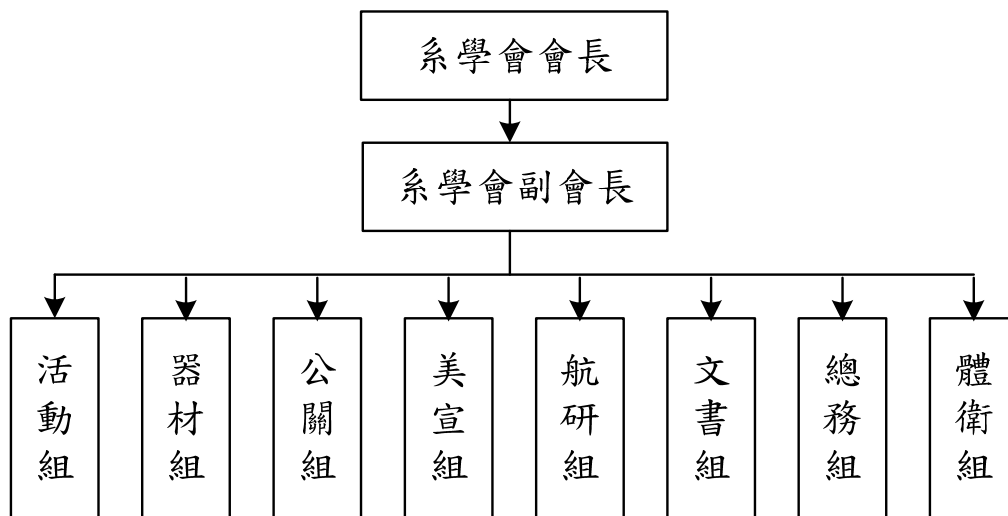 系學會會長
系學會副會長
活動組
器材組
公關組
美宣組
航研組
文書組
總務組
體衛組